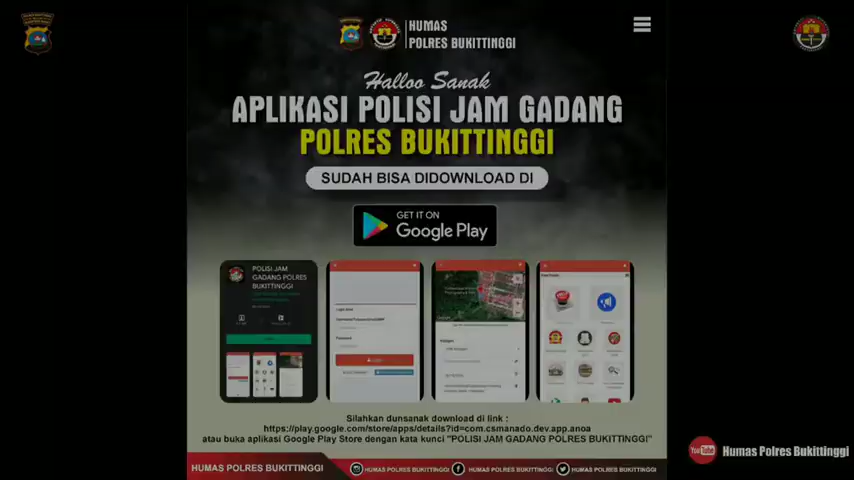 HUMAS
POLRES BUKITTINGGI
Halloo Sanak
APLIKASI POLISI JAM GADANG
POLRES BUKITTINGGI
SUDAH BISA DIDOWNLOAD DI
GET IT ON
Google Play
POLISI JAM
GADANG POLRES
BUKITTINGGI
Silahkan dunsanak download di link :
https://play.google.com/store/apps/details?id=com.csmanado.dev.app.anoa
atau buka aplikasi Google Play Store dengan kata kunci "POLISI JAM GADANG POLRES BUKITTINGGI"
HUMAS POLRES BUKITTINGGI
HUMAS POLRES BUKITTINGGI
HUMAS POLRES BUKITTINGGI
HUMAS POLRES BUKITTINGGI
YouTube
Humas Polres Bukittinggi